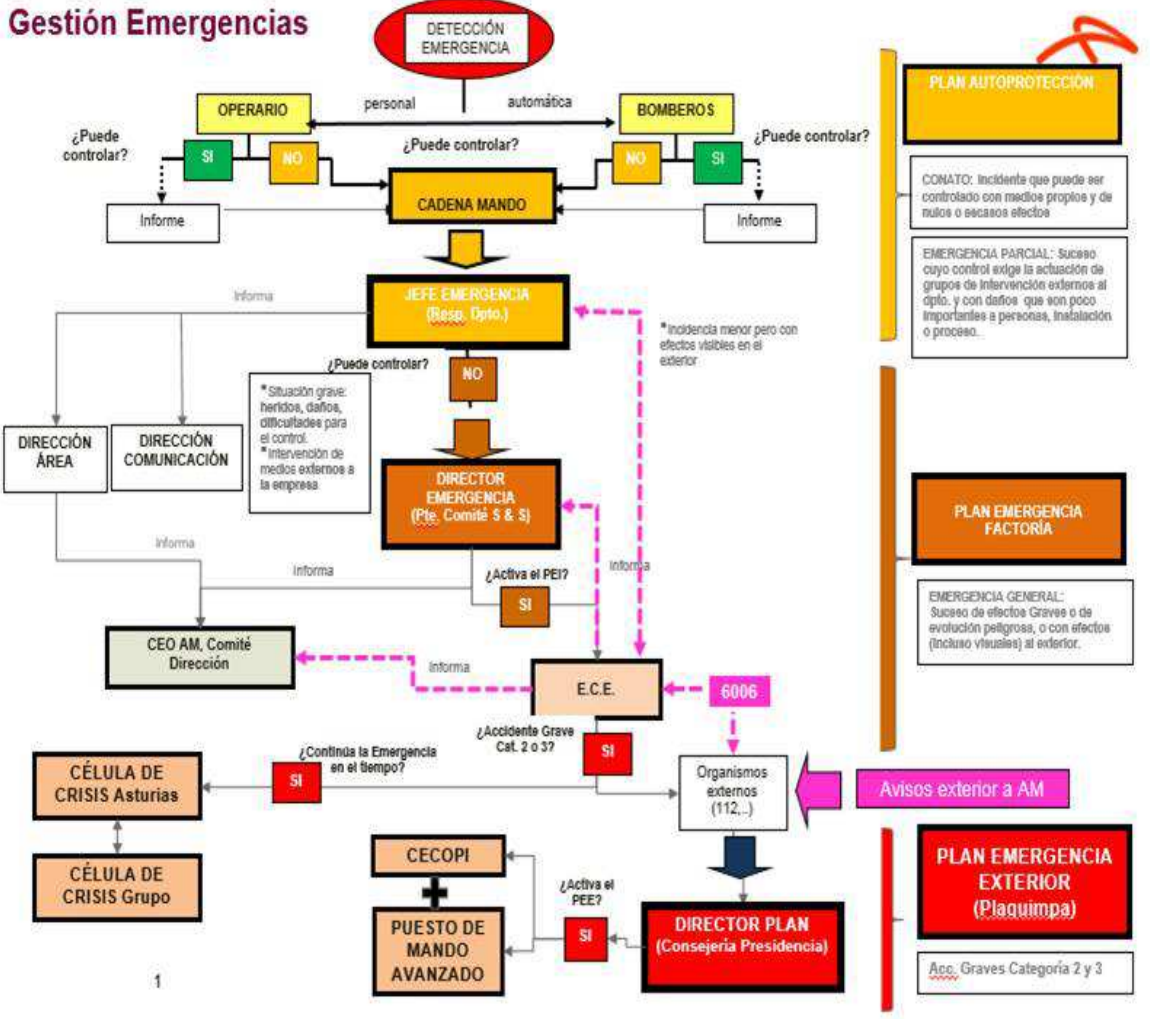 Gestión Emergencias
DETECCIÓN
EMERGENCIA
PLAN AUTOPROTECCIÓN
OPERARIO
personal
automática
BOMBEROS
¿Puede
controlar?
¿Puede controlar?
¿Puede controlar?
SI
NO
NO
SI
CADENA MANDO
Informe
Informe
CONATO: Incidente que puede ser
controlado con medios propios y de
nulos o escasos efectos
EMERGENCIA PARCIAL: Suceso
cuyo control exige la actuación de
grupos de intervención externos al
dpto. y con daños que son poco
importantes a personas, instalación
o proceso.
Informa
JEFE EMERGENCIA
(Resp. Dpto.)
*Incidencia menor pero con
efectos visibles en el
exterior
¿Puede controlar?
NO
*Situación grave:
heridos, daños,
dificultades para
el control.
*Intervención de
medios externos a
la empresa
DIRECCIÓN
ÁREA
DIRECCIÓN
COMUNICACIÓN
DIRECTOR
EMERGENCIA
(Pte. Comité S & S)
PLAN EMERGENCIA
FACTORÍA
Informa
Informa
¿Activa el PEI?
Informa
SI
EMERGENCIA GENERAL:
Suceso de efectos Graves o de
evolución peligrosa, o con efectos
(incluso visuales) al exterior.
CEO AM, Comité
Dirección
Informa
E.C.E.
6006
¿Accidente Grave
Cat. 2 o 3?
SI
¿Continúa la Emergencia
en el tiempo?
SI
CÉLULA DE
CRISIS Asturias
Organismos
externos
(112,..)
Avisos exterior a AM
CÉLULA DE
CRISIS Grupo
CECOPI
¿Activa el
PEE?
SI
PUESTO DE
MANDO
AVANZADO
DIRECTOR PLAN
(Consejería Presidencia)
PLAN EMERGENCIA
EXTERIOR
(Plaquimpa)
Acc. Graves Categoría 2 y 3
1